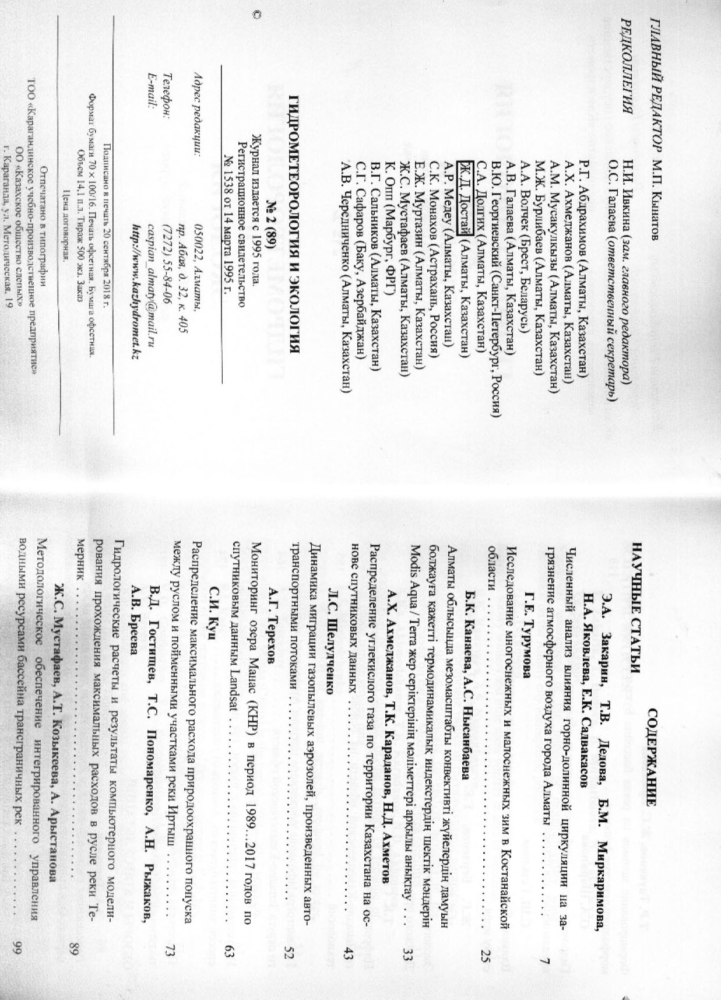 ГЛАВНЫЙ РЕДАКТОР М.П. Кышатов
РЕДКОЛЛЕГИЯ
Н.И. Ивкина (зам. главного редактора)
О.С. Галаева (ответственный секретарь)
Р.Г. Абдрахимов (Алматы, Казахстан)
А.Х. Ахмеджанов (Алматы, Казахстан)
А.М. Мусакулкызы (Алматы, Казахстан)
М.Ж. Бурлибаев (Алматы, Казахстан)
А.А. Волчек (Брест, Беларусь)
А.В. Галаева (Алматы, Казахстан)
В.Ю. Георгиевский (Санкт-Петербург, Россия)
С.А. Долгих (Алматы, Казахстан)
Ж.Д. Достай (Алматы, Казахстан)
А.Р. Медеу (Алматы, Казахстан)
С.К. Монахов (Астрахань, Россия)
Е.Ж. Муртазин (Алматы, Казахстан)
Ж.С. Мустафаев (Алматы, Казахстан)
К. Опп (Марбург, ФРГ)
В.Г. Сальников (Алматы, Казахстан)
С.Г. Сафаров (Баку, Азербайджан)
А.В. Чередниченко (Алматы, Казахстан)
ГИДРОМЕТЕОРОЛОГИЯ И ЭКОЛОГИЯ
№ 2 (89)
©
Журнал издается с 1995 года.
Регистрационное свидетельство
№ 1538 от 14 марта 1995 г.
Адрес редакции: 050022, Алматы,
пр. Абая, д. 32, к. 405
Телефон: (7272) 55-84-06
E-mail: caspian_almaty@mail.ru
http://www.kazhydromet.kz
Подписано в печать 20 сентября 2018 г.
Формат бумаги 70 × 100/16. Печать офсетная. Бумага офсетная.
Объем 14,1 п.л. Тираж 500 экз. Заказ
Цена договорная.
Отпечатано в типографии
ТОО «Карагандинское учебно-производственное предприятие»
ОО «Казахское общество слепых»
г. Караганда, ул. Методическая, 19
СОДЕРЖАНИЕ
НАУЧНЫЕ СТАТЬИ
Э.А. Закарин, Т.В. Дедова, Б.М. Миркаримова,
Н.А. Яковлева, Е.К. Салвакасов
Численный анализ влияния горно-долинной циркуляции на за-
грязнение атмосферного воздуха города Алматы . . . . . . . . . . . . 7
Г.Е. Турумова
Исследование многоснежных и малоснежных зим в Костанайской
области . . . . . . . . . . . . . . . . . . . . . . . . . . . . . . . . 25
Б.К. Канаева, А.С. Нысанбаева
Алматы облысында мезомасштабты конвективті жүйелердің дамуын
болжауға қажетті термодинамикалық индекстердің шектік мәндерін
Modis Aqua / Terra жер серіктерінің мәліметтері арқылы анықтау . . . 33
А.Х. Ахмеджанов, Т.К. Караданов, Н.Д. Ахметов
Распределение углекислого газа по территории Казахстана на ос-
нове спутниковых данных . . . . . . . . . . . . . . . . . . . . . . . . 43
Л.С. Шелудченко
Динамика миграции газопылевых аэрозолей, произведенных авто-
транспортными потоками . . . . . . . . . . . . . . . . . . . . . . . . 52
А.Г. Терехов
Мониторинг озера Манас (КНР) в период 1989...2017 годов по
спутниковым данным Landsat . . . . . . . . . . . . . . . . . . . . . . 63
С.И. Куц
Распределение максимального расхода природоохранного попуска
между руслом и пойменными участками реки Иртыш . . . . . . . . . 73
В.Д. Гостищев, Т.С. Пономаренко, А.Н. Рыжаков,
А.В. Бреева
Гидрологические расчеты и результаты компьютерного модели-
рования прохождения максимальных расходов в русле реки Те-
мерник . . . . . . . . . . . . . . . . . . . . . . . . . . . . . . . . 89
Ж.С. Мустафаев, А.Т. Козыкеева, А. Арыстанова
Методологическое обеспечение интегрированного управления
водными ресурсами бассейна трансграничных рек . . . . . . . . . . . 99